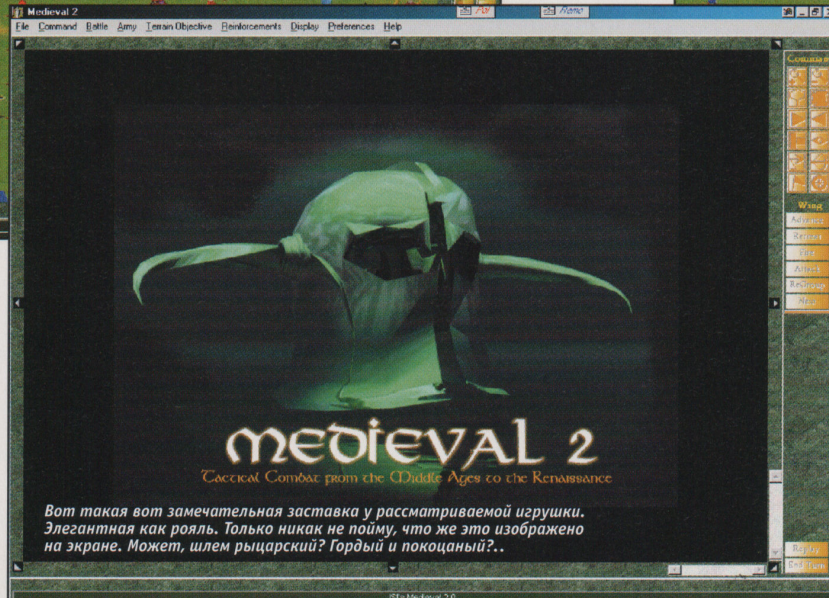 Medieval 2
File Command Battle Army Terrain Objective Reinforcements Display Preferences Help
Wing
Advance
Attack
ReGroup
MEDIEVAL 2
Tactical Combat from the Middle Ages to the Renaissance
Вот такая вот замечательная заставка у рассматриваемой игрушки.
Элегантная как рояль. Только никак не пойму, что же это изображено
на экране. Может, шлем рыцарский? Гордый и покоцаный?..
Replay
End Turn